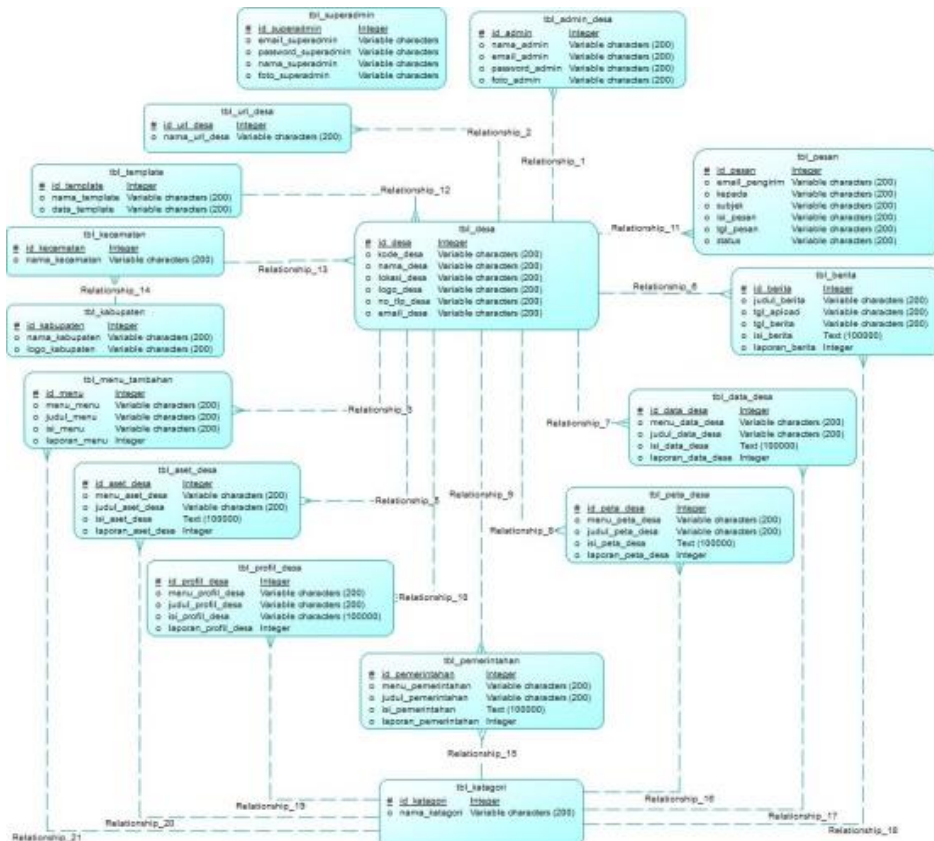 tbl_superadmin
# id_superadmin Integer
o email_superadmin Variable characters
o password_superadmin Variable characters
o nama_superadmin Variable characters
o foto_superadmin Variable characters
tbl_admin_desa
# id_admin Integer
o nama_admin Variable characters (200)
o email_admin Variable characters (200)
o password_admin Variable characters (200)
o foto_admin Variable characters (200)
tbl_url_desa
# id_url_desa Integer
o nama_url_desa Variable characters (200)
Relationship_2
Relationship_1
tbl_template
# id_template Integer
o nama_template Variable characters (200)
o data_template Variable characters (200)
Relationship_12
tbl_pesan
# id_pesan Integer
o email_pengirim Variable characters (200)
o kepada Variable characters (200)
o subjek Variable characters (200)
o isi_pesan Variable characters (200)
o tgl_pesan Variable characters (200)
o status Variable characters (200)
Relationship_11
tbl_desa
# id_desa Integer
o kode_desa Variable characters (200)
o nama_desa Variable characters (200)
o lokasi_desa Variable characters (200)
o logo_desa Variable characters (200)
o no_tlp_desa Variable characters (200)
o email_desa Variable characters (200)
tbl_kecamatan
# id_kecamatan Integer
o nama_kecamatan Variable characters (200)
Relationship_13
Relationship_14
tbl_kabupaten
# id_kabupaten Integer
o nama_kabupaten Variable characters (200)
o logo_kabupaten Variable characters (200)
Relationship_6
tbl_berita
# id_berita Integer
o judul_berita Variable characters (200)
o tgl_apload Variable characters (200)
o tgl_berita Variable characters (200)
o isi_berita Text (100000)
o laporan_berita Integer
tbl_menu_tambahan
# id_menu Integer
o menu_menu Variable characters (200)
o judul_menu Variable characters (200)
o isi_menu Variable characters (200)
o laporan_menu Integer
Relationship_3
tbl_data_desa
# id_data_desa Integer
o menu_data_desa Variable characters (200)
o judul_data_desa Variable characters (200)
o isi_data_desa Text (100000)
o laporan_data_desa Integer
Relationship_7
tbl_aset_desa
# id_aset_desa Integer
o menu_aset_desa Variable characters (200)
o judul_aset_desa Variable characters (200)
o isi_aset_desa Text (100000)
o laporan_aset_desa Integer
Relationship_5
Relationship_9
tbl_peta_desa
# id_peta_desa Integer
o menu_peta_desa Variable characters (200)
o judul_peta_desa Variable characters (200)
o isi_peta_desa Text (100000)
o laporan_peta_desa Integer
Relationship_8
tbl_profil_desa
# id_profil_desa Integer
o menu_profil_desa Variable characters (200)
o judul_profil_desa Variable characters (200)
o isi_profil_desa Variable characters (100000)
o laporan_profil_desa Integer
Relationship_10
tbl_pemerintahan
# id_pemerintahan Integer
o menu_pemerintahan Variable characters (200)
o judul_pemerintahan Variable characters (200)
o isi_pemerintahan Text (100000)
o laporan_pemerintahan Integer
Relationship_15
tbl_kategori
# id_kategori Integer
o nama_katagori Variable characters (200)
Relationship_19
Relationship_16
Relationship_20
Relationship_17
Relationship_21
Relationship_18